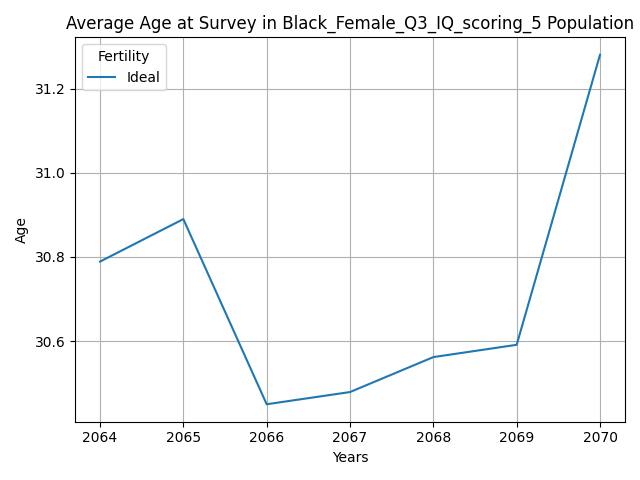 Average Age at Survey in Black_Female_Q3_IQ_scoring_5 Population
Fertility
Ideal
Age
31.2
31.0
30.8
30.6
2064 2065 2066 2067 2068 2069 2070
Years